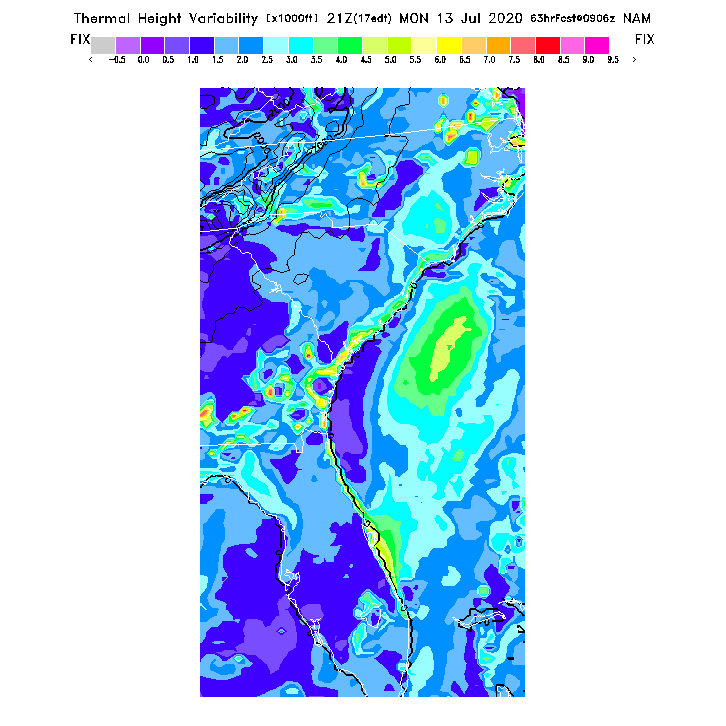 Thermal Height Variability [x1000ft] 21Z(17edt) MON 13 Jul 2020 63hrFcst@0906z NAM
FIX FIX
< -0.5 0.0 0.5 1.0 1.5 2.0 2.5 3.0 3.5 4.0 4.5 5.0 5.5 6.0 6.5 7.0 7.5 8.0 8.5 9.0 9.5 >